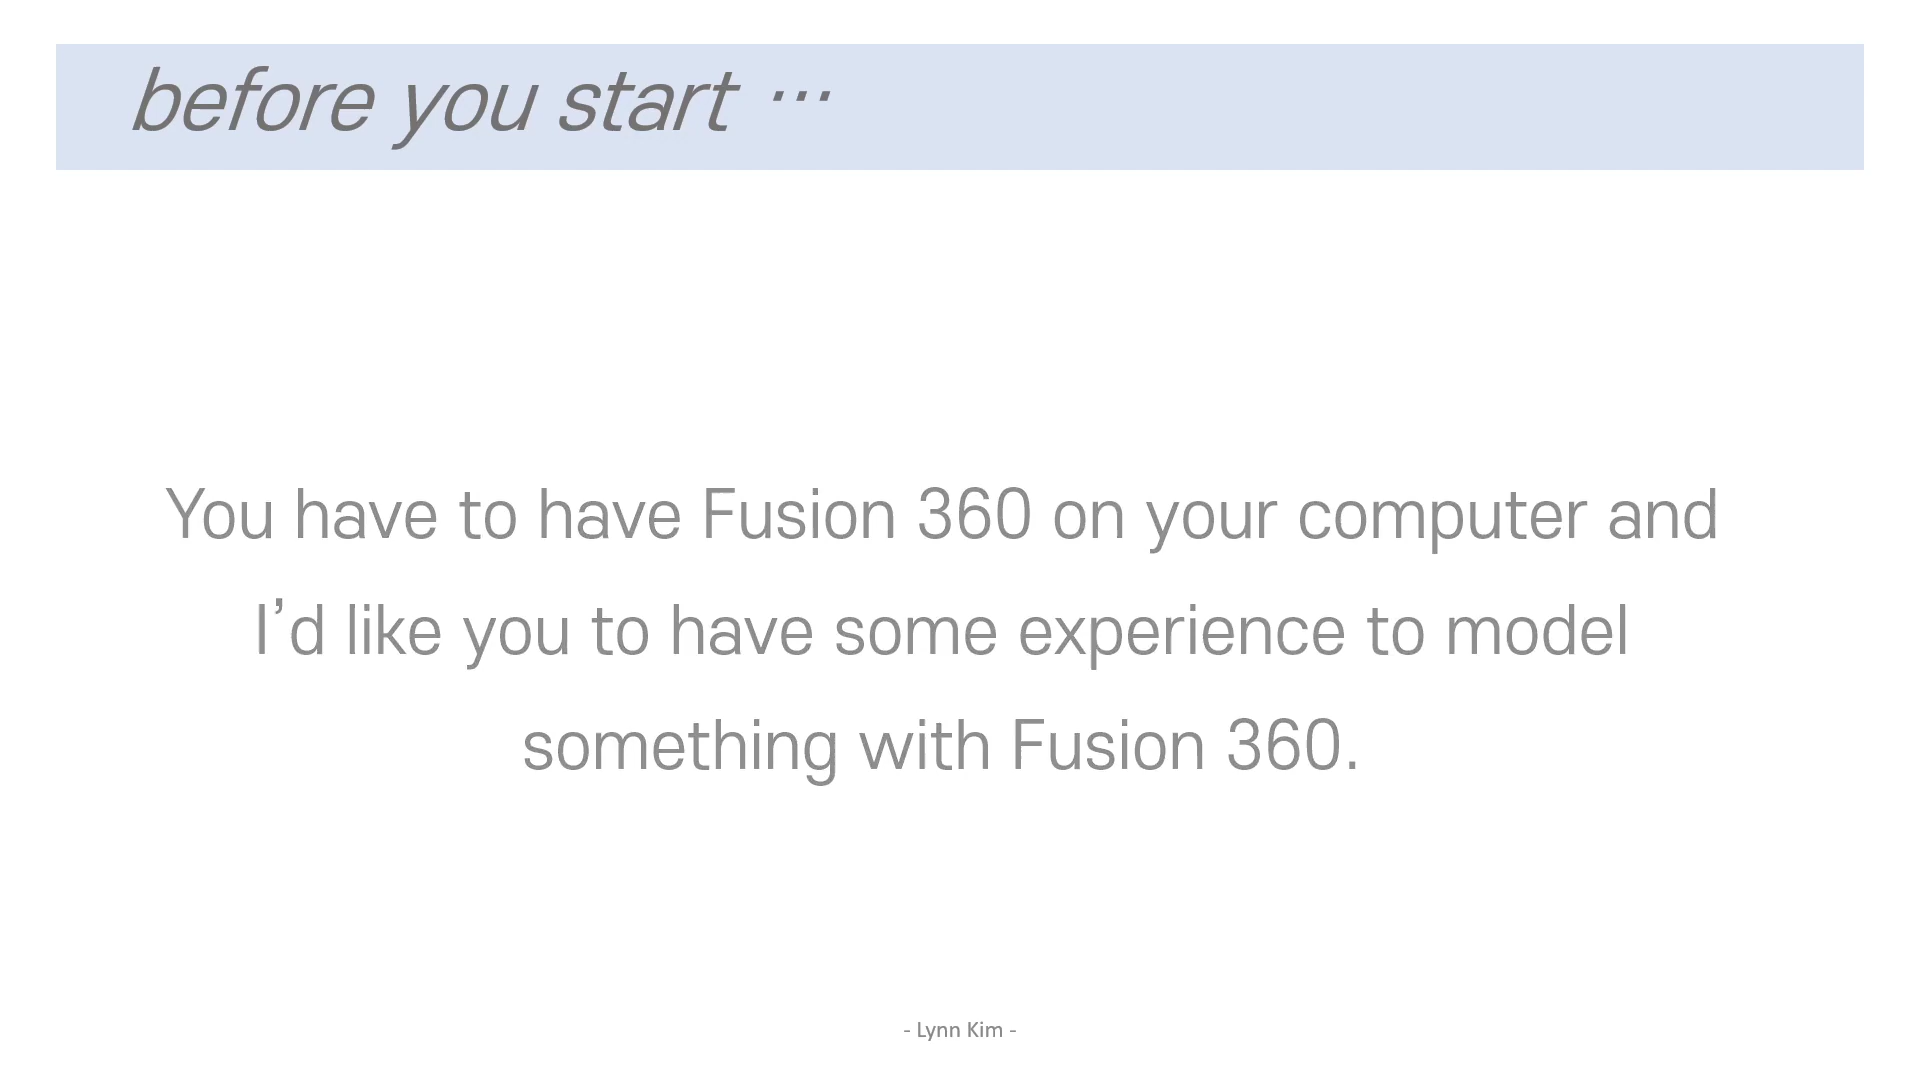 before you start ⋯
You have to have Fusion 360 on your computer and
I’d like you to have some experience to model
something with Fusion 360.
- Lynn Kim -